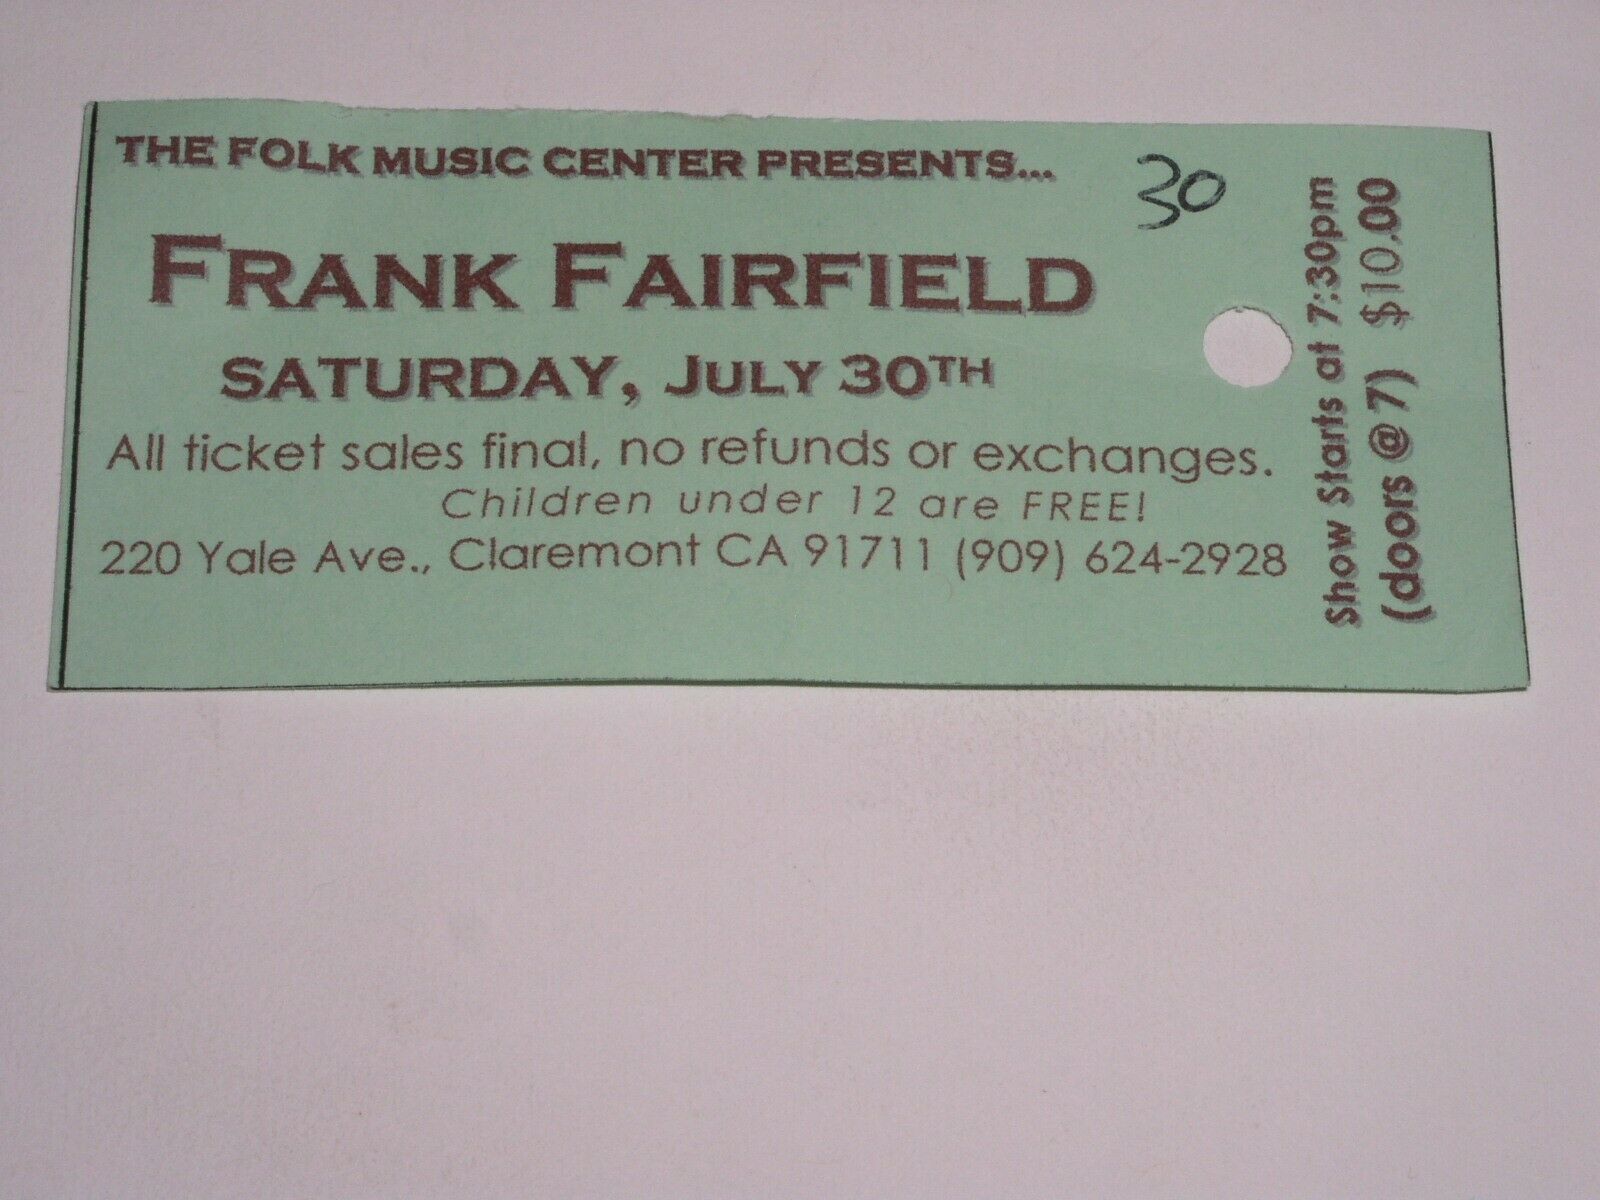 THE FOLK MUSIC CENTER PRESENTS...
30
FRANK FAIRFIELD
SATURDAY, JULY 30TH
All ticket sales final, no refunds or exchanges.
Children under 12 are FREE!
220 Yale Ave., Claremont CA 91711 (909) 624-2928
Show Starts at 7:30pm
(doors @ 7) $10.00